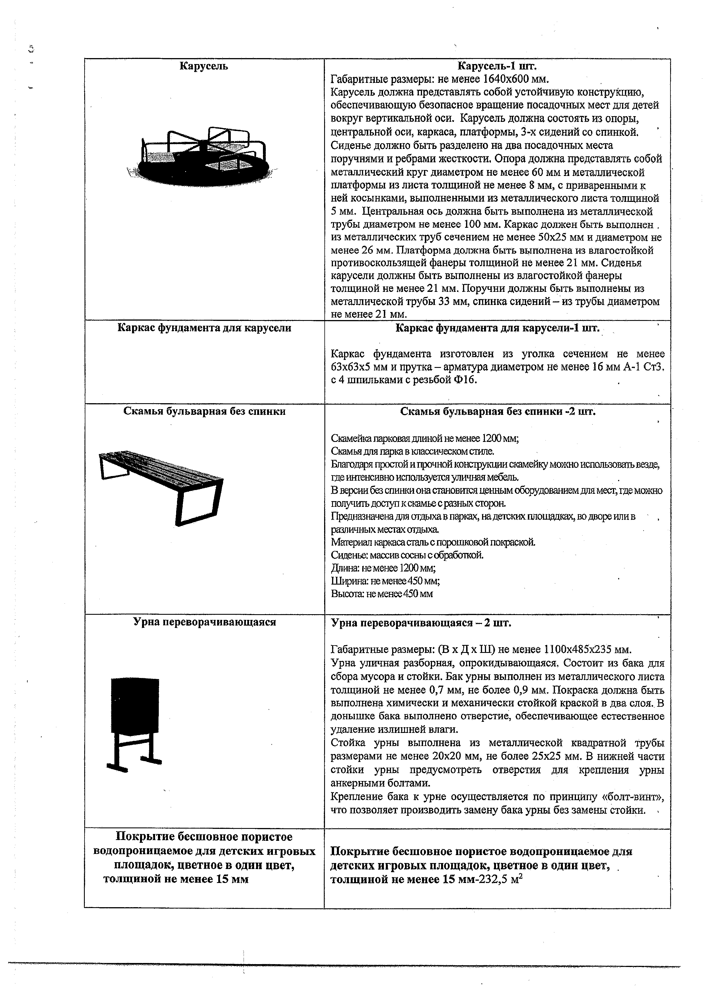 Карусель
Карусель-1 шт.
Габаритные размеры: не менее 1640х600 мм.
Карусель должна представлять собой устойчивую конструкцию,
обеспечивающую безопасное вращение посадочных мест для детей
вокруг вертикальной оси. Карусель должна состоять из опоры,
центральной оси, каркаса, платформы, 3-х сидений со спинкой.
Сиденье должно быть разделено на два посадочных места
поручнями и ребрами жесткости. Опора должна представлять собой
металлический круг диаметром не менее 60 мм и металлической
платформы из листа толщиной не менее 8 мм, с приваренными к
ней косынками, выполненными из металлического листа толщиной
5 мм. Центральная ось должна быть выполнена из металлической
трубы диаметром не менее 100 мм. Каркас должен быть выполнен
из металлических труб сечением не менее 50х25 мм и диаметром не
менее 26 мм. Платформа должна быть выполнена из влагостойкой
противоскользящей фанеры толщиной не менее 21 мм. Сиденья
карусели должны быть выполнены из влагостойкой фанеры
толщиной не менее 21 мм. Поручни должны быть выполнены из
металлической трубы 33 мм, спинка сидений – из трубы диаметром
не менее 21 мм.
Каркас фундамента для карусели
Каркас фундамента для карусели-1 шт.
Каркас фундамента изготовлен из уголка сечением не менее
63х63х5 мм и прутка – арматура диаметром не менее 16 мм А-1 Ст3.
с 4 шпильками с резьбой Ф16.
Скамья бульварная без спинки
Скамья бульварная без спинки -2 шт.
Скамейка парковая длиной не менее 1200 мм;
Скамья для парка в классическом стиле.
Благодаря простой и прочной конструкции скамейку можно использовать везде,
где интенсивно используется уличная мебель.
В версии без спинки она становится ценным оборудованием для мест, где можно
получить доступ к скамье с разных сторон.
Предназначена для отдыха в парках, на детских площадках, во дворе или в
различных местах отдыха.
Материал каркаса сталь с порошковой покраской.
Сиденье: массив сосны с обработкой.
Длина: не менее 1200 мм;
Ширина: не менее 450 мм;
Высота: не менее 450 мм
Урна переворачивающаяся
Урна переворачивающаяся – 2 шт.
Габаритные размеры: (В х Д х Ш) не менее 1100х485х235 мм.
Урна уличная разборная, опрокидывающаяся. Состоит из бака для
сбора мусора и стойки. Бак урны выполнен из металлического листа
толщиной не менее 0,7 мм, не более 0,9 мм. Покраска должна быть
выполнена химически и механически стойкой краской в два слоя. В
донышке бака выполнено отверстие, обеспечивающее естественное
удаление излишней влаги.
Стойка урны выполнена из металлической квадратной трубы
размерами не менее 20х20 мм, не более 25х25 мм. В нижней части
стойки урны предусмотреть отверстия для крепления урны
анкерными болтами.
Крепление бака к урне осуществляется по принципу «болт-винт»,
что позволяет производить замену бака урны без замены стойки.
Покрытие бесшовное пористое
водопроницаемое для детских игровых
площадок, цветное в один цвет,
толщиной не менее 15 мм
Покрытие бесшовное пористое водопроницаемое для
детских игровых площадок, цветное в один цвет,
толщиной не менее 15 мм-232,5 м²